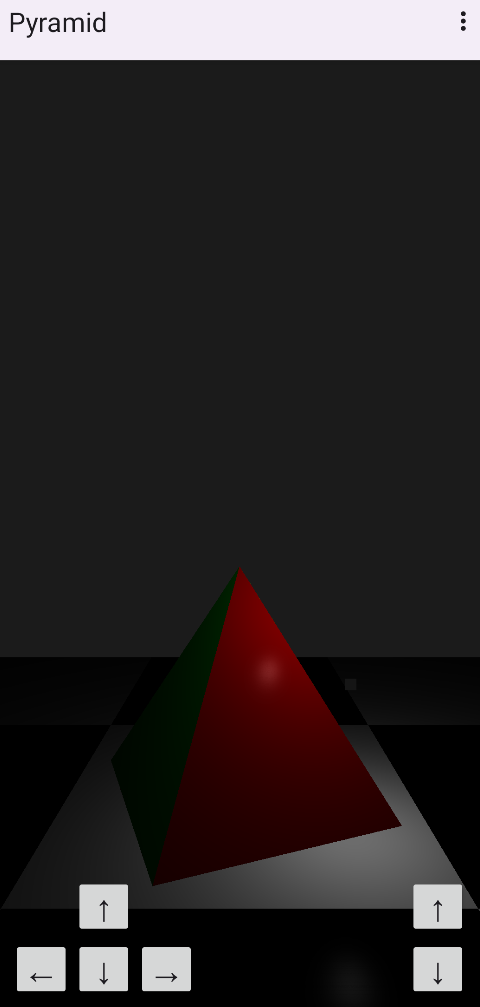 Pyramid
↑ ↑
← ↓ → ↓